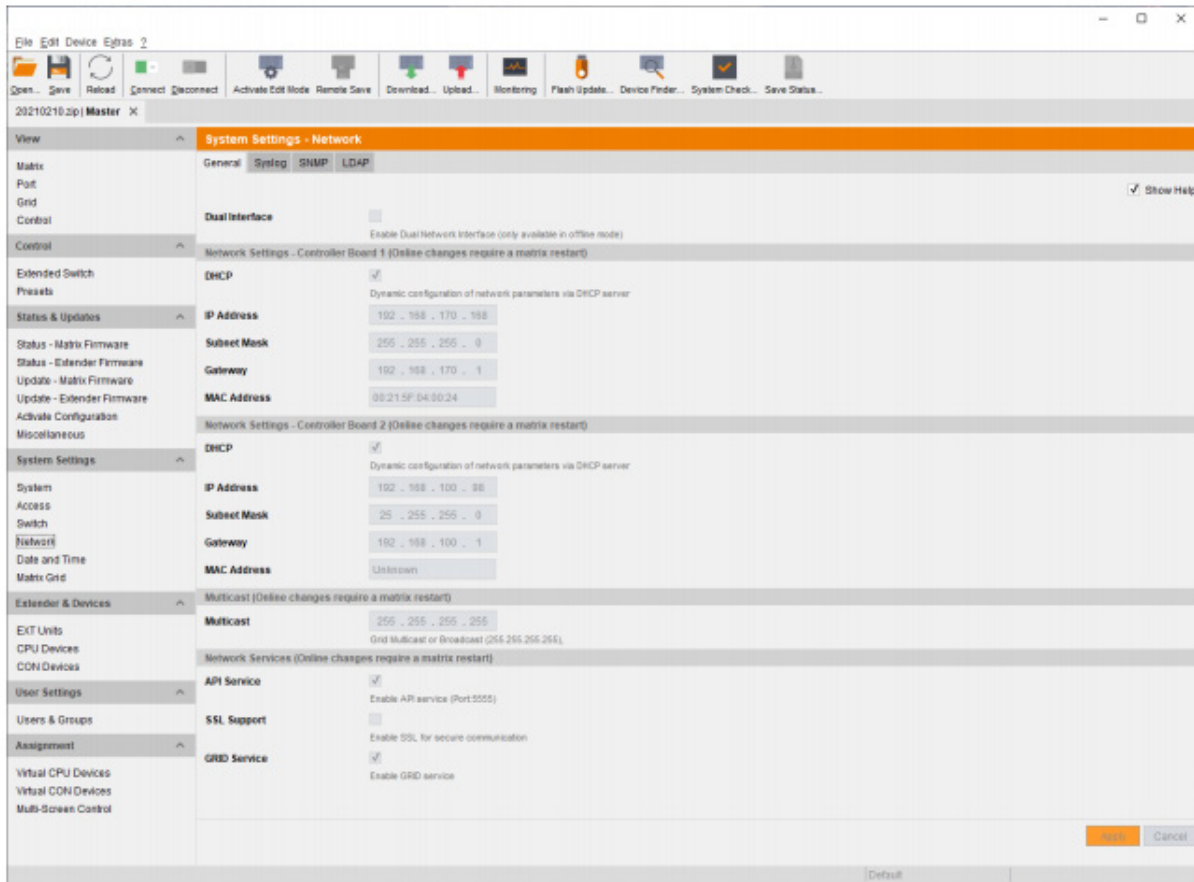 File Edit Device Extras ?
Open... Save Reload Connect Disconnect Activate Edit Mode Remote Save Download... Upload... Monitoring Flash Update... Device Finder... System Check... Save Status...
20210210.zip | Master X
View
Matrix
Port
Grid
Control
Control
Extended Switch
Presets
Status & Updates
Status - Matrix Firmware
Status - Extender Firmware
Update - Matrix Firmware
Update - Extender Firmware
Activate Configuration
Miscellaneous
System Settings
System
Access
Switch
Network
Date and Time
Matrix Grid
Extender & Devices
EXT Units
CPU Devices
CON Devices
User Settings
Users & Groups
Assignment
Virtual CPU Devices
Virtual CON Devices
Multi-Screen Control
System Settings - Network
General Syslog SNMP LDAP
Show Help
Dual Interface
Enable Dual Network Interface (only available in offline mode)
Network Settings - Controller Board 1 (Online changes require a matrix restart)
DHCP
Dynamic configuration of network parameters via DHCP server
IP Address 192 . 168 . 170 . 168
Subnet Mask 255 . 255 . 255 . 0
Gateway 192 . 168 . 170 . 1
MAC Address 00:21:5F:04:00:24
Network Settings - Controller Board 2 (Online changes require a matrix restart)
DHCP
Dynamic configuration of network parameters via DHCP server
IP Address 192 . 168 . 100 . 98
Subnet Mask 25 . 255 . 255 . 0
Gateway 192 . 168 . 100 . 1
MAC Address Unknown
Multicast (Online changes require a matrix restart)
Multicast 255 . 255 . 255 . 255
Grid Multicast or Broadcast (255.255.255.255),
Network Services (Online changes require a matrix restart)
API Service
Enable API service (Port:5555)
SSL Support
Enable SSL for secure communication
GRID Service
Enable GRID service
Apply Cancel
Default